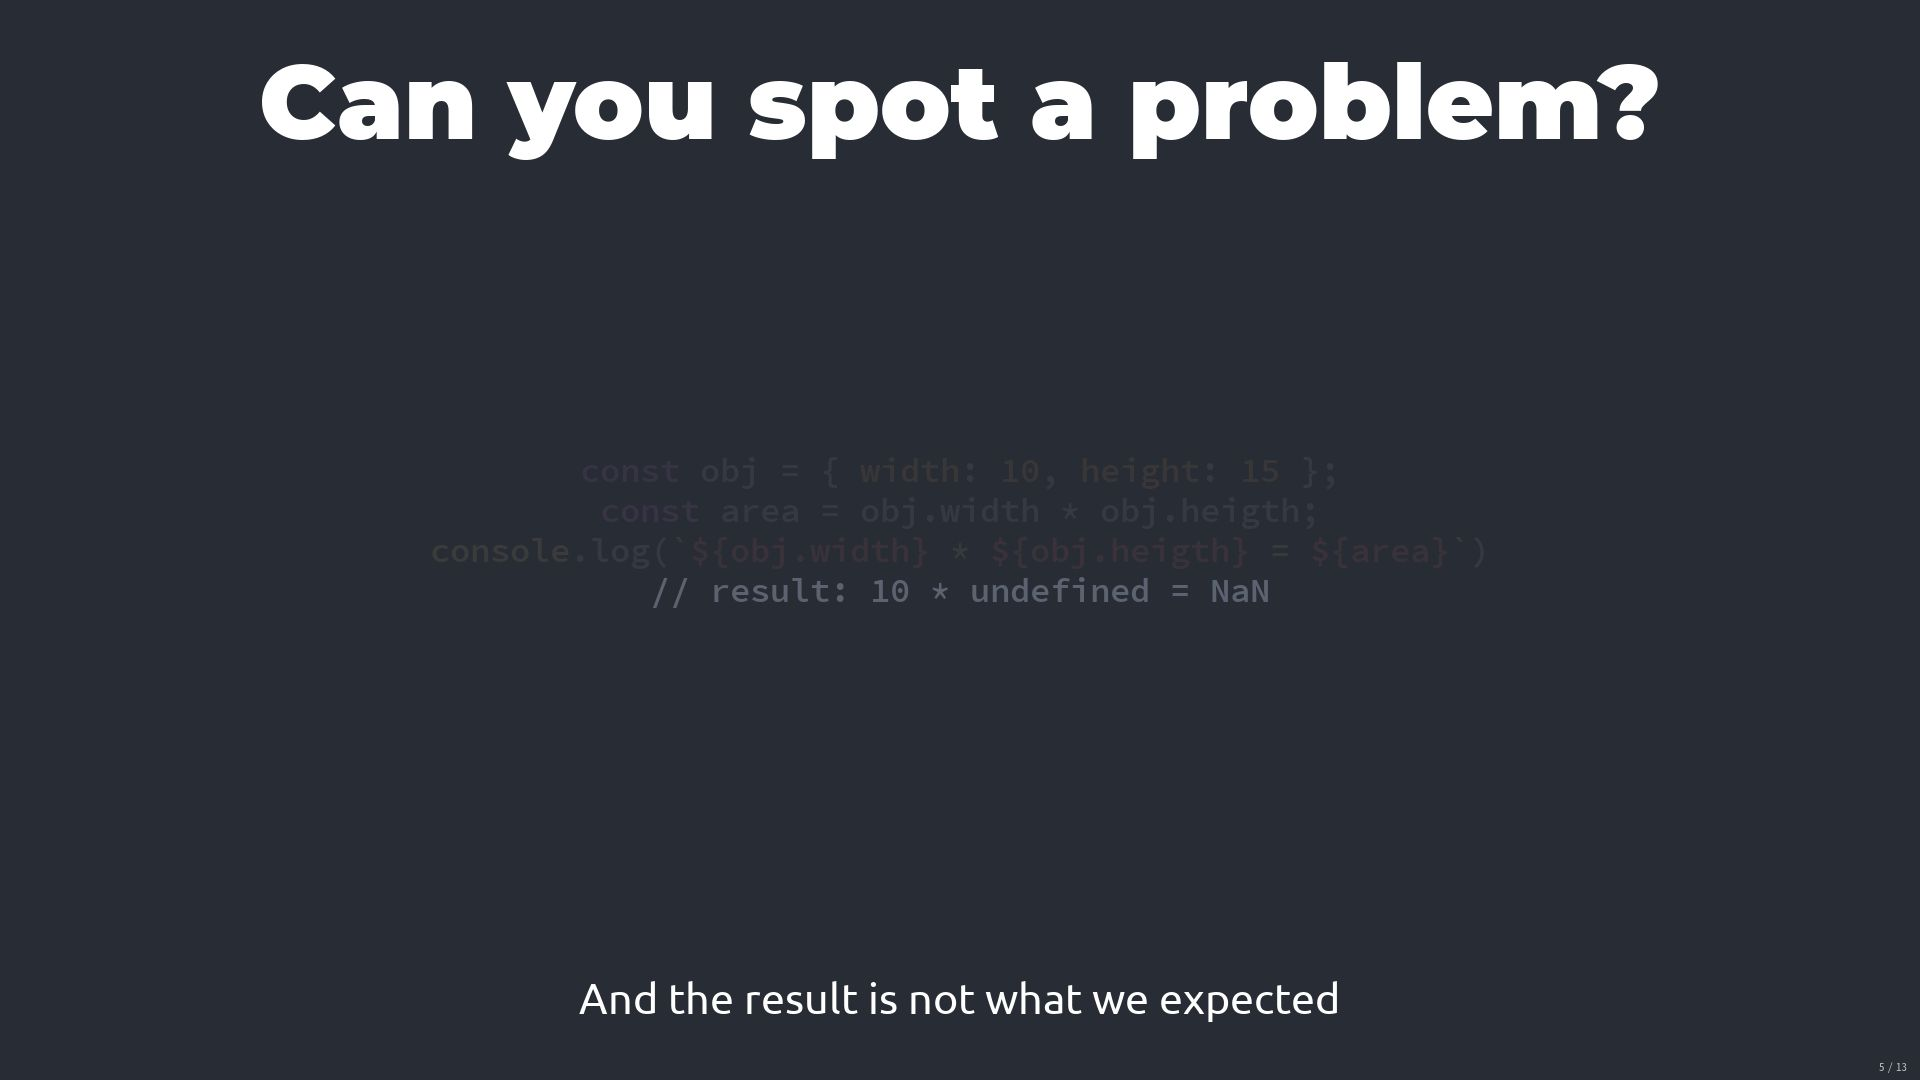 Can you spot a problem?
const obj = { width: 10, height: 15 };
const area = obj.width * obj.heigth;
console.log(`${obj.width} * ${obj.heigth} = ${area}`)
// result: 10 * undefined = NaN
And the result is not what we expected
5 / 13